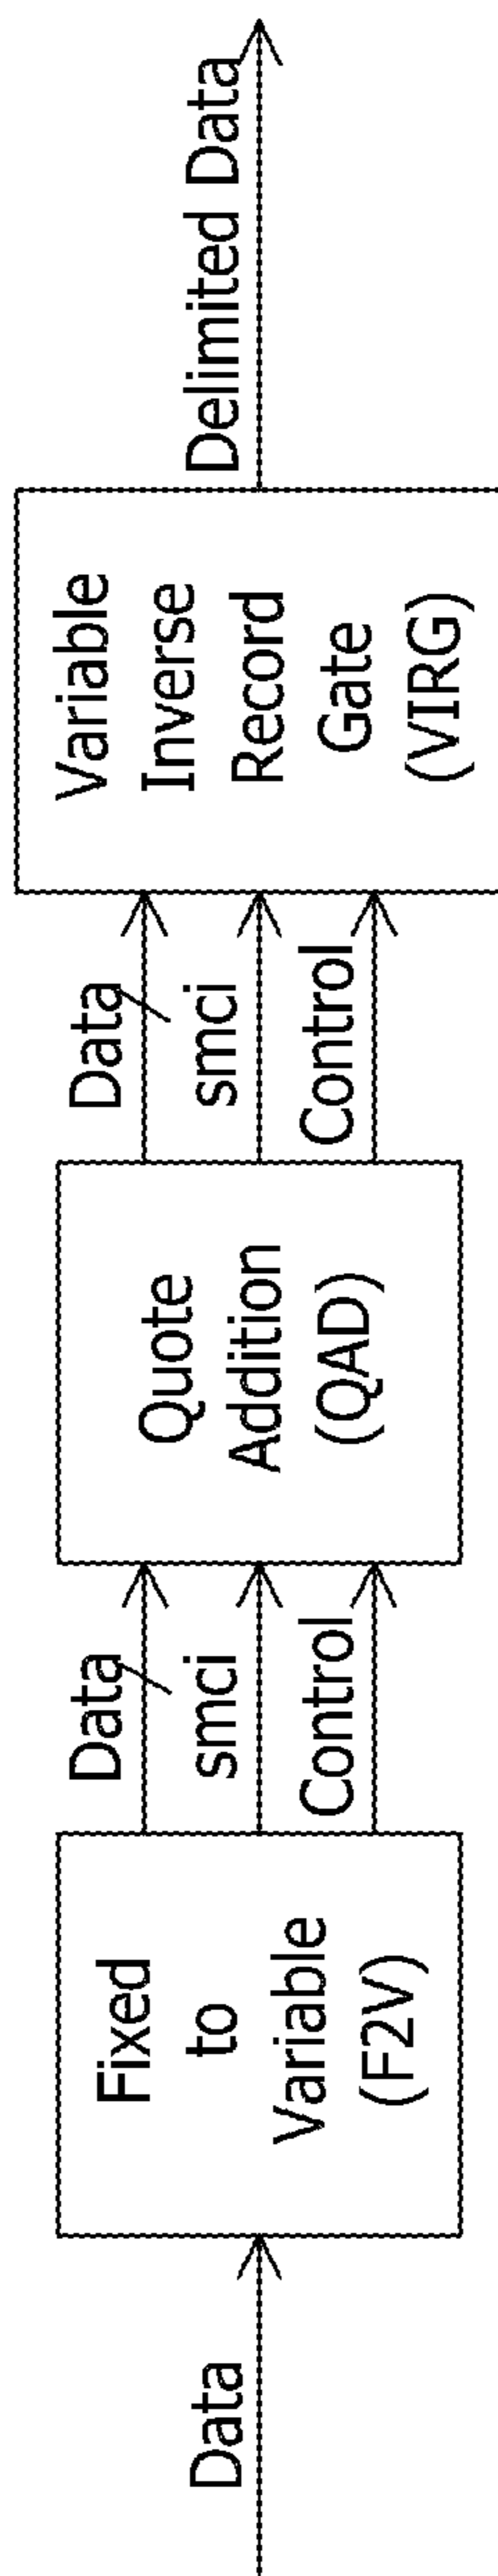 Data
Fixed
to
Variable
(F2V)
Data
smci
Control
Quote
Addition
(QAD)
Data
smci
Control
Variable
Inverse
Record
Gate
(VIRG)
Delimited Data